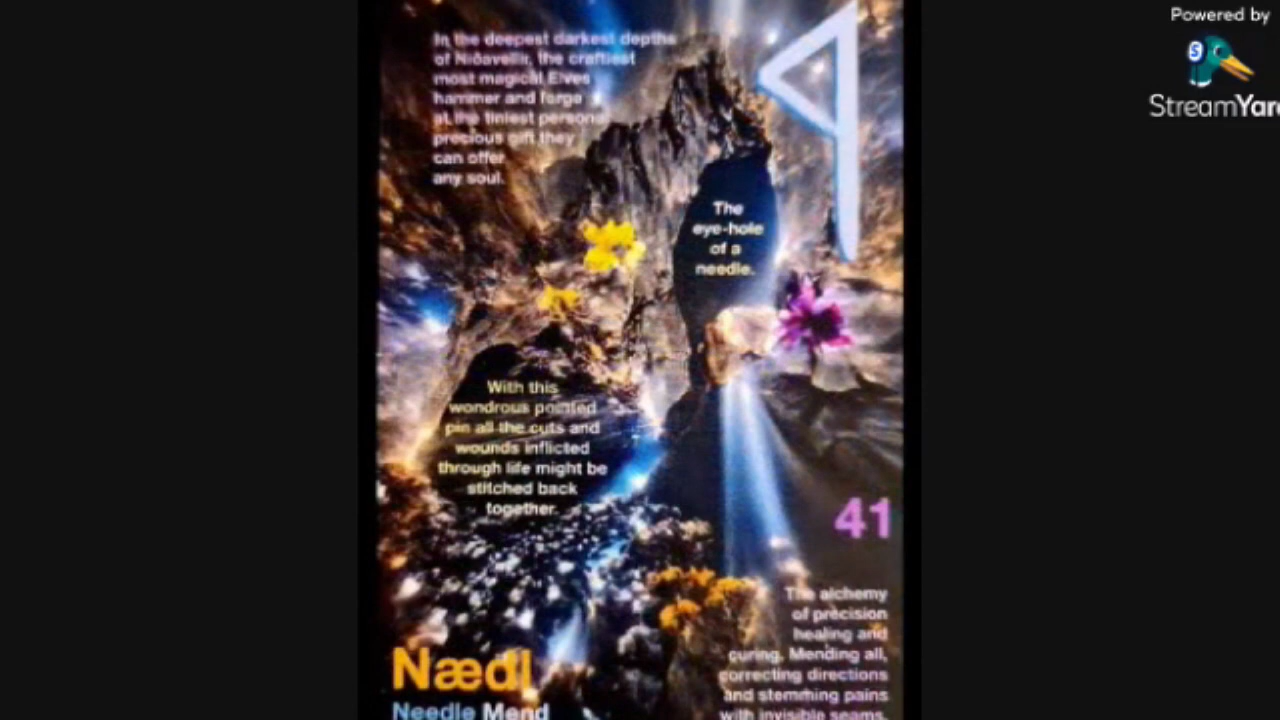 Powered by
StreamYar
In the deepest darkest depths
of Niðavellir, the craftiest
most magical Elves
hammer and forge
at the tiniest persona
precious gift they
can offer
any soul.
The
eye-hole
of a
needle.
With this
wondrous pointed
pin all the cuts and
wounds inflicted
through life might be
stitched back
together.
41
The alchemy
of precision
healing and
curing, Mending all,
correcting directions
and stemming pains
with invisible seams.
Nædl
Needle Mend